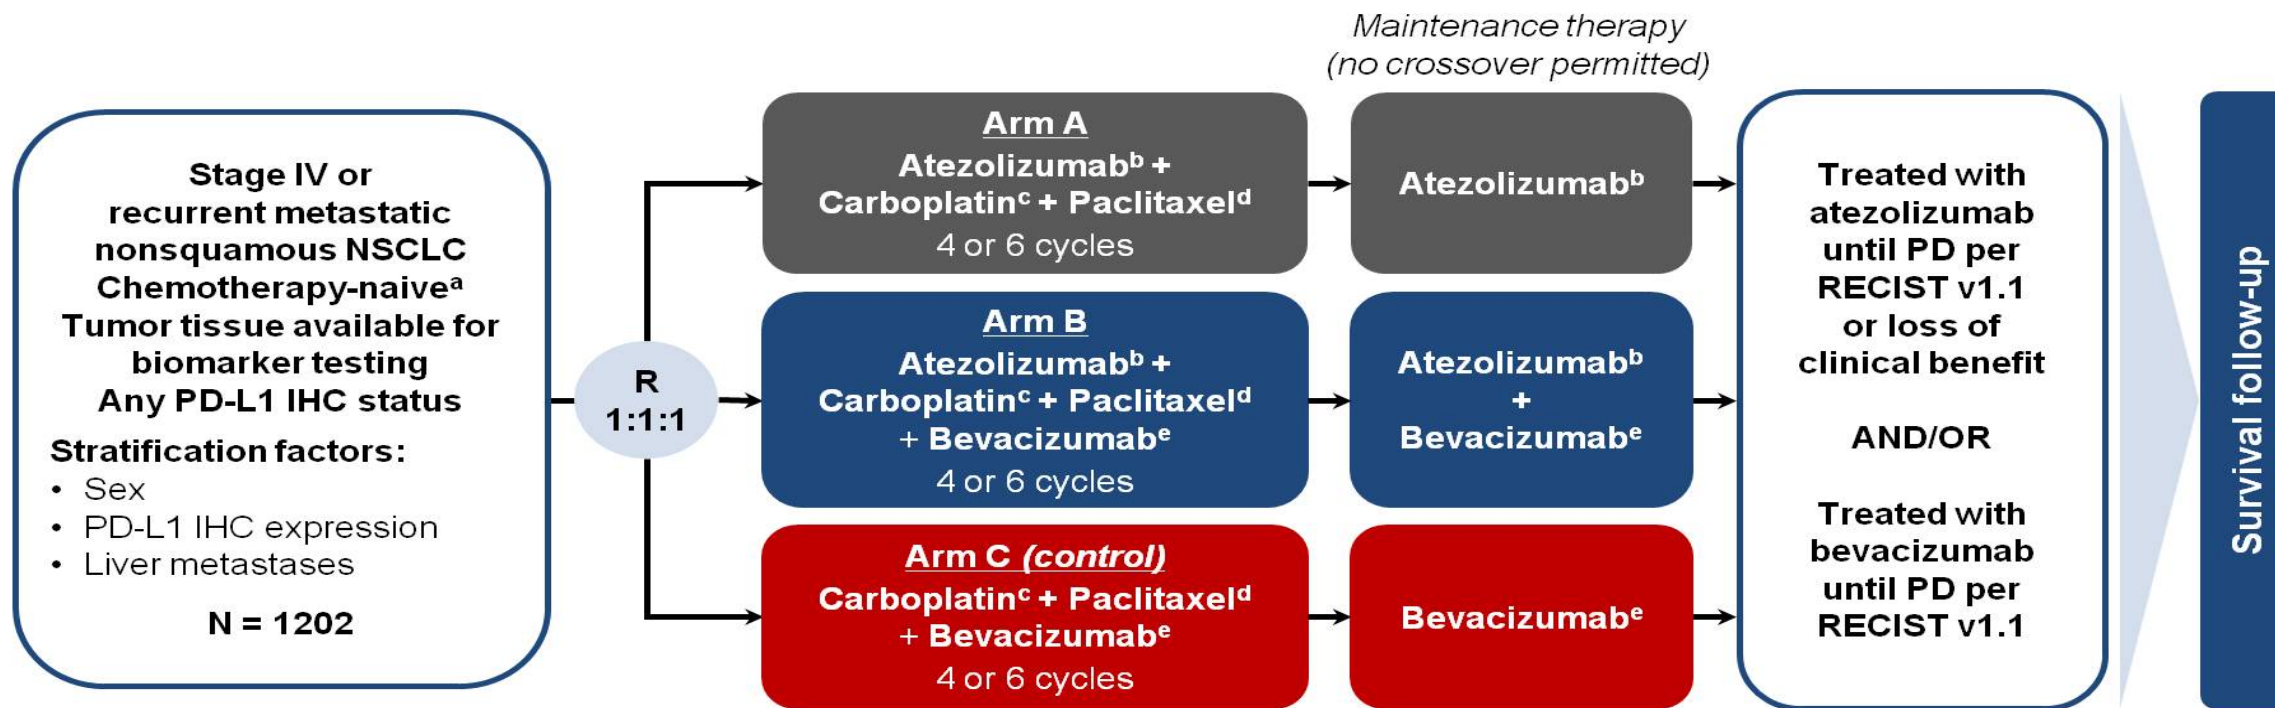 Maintenance therapy
(no crossover permitted)
Stage IV or
recurrent metastatic
nonsquamous NSCLC
Chemotherapy-naiveᵃ
Tumor tissue available for
biomarker testing
Any PD-L1 IHC status
Stratification factors:
• Sex
• PD-L1 IHC expression
• Liver metastases
N = 1202
R
1:1:1
Arm A
Atezolizumabᵇ +
Carboplatinᶜ + Paclitaxelᵈ
4 or 6 cycles
Atezolizumabᵇ
Arm B
Atezolizumabᵇ +
Carboplatinᶜ + Paclitaxelᵈ
+ Bevacizumabᵉ
4 or 6 cycles
Atezolizumabᵇ
+
Bevacizumabᵉ
Arm C (control)
Carboplatinᶜ + Paclitaxelᵈ
+ Bevacizumabᵉ
4 or 6 cycles
Bevacizumabᵉ
Treated with
atezolizumab
until PD per
RECIST v1.1
or loss of
clinical benefit
AND/OR
Treated with
bevacizumab
until PD per
RECIST v1.1
Survival follow-up